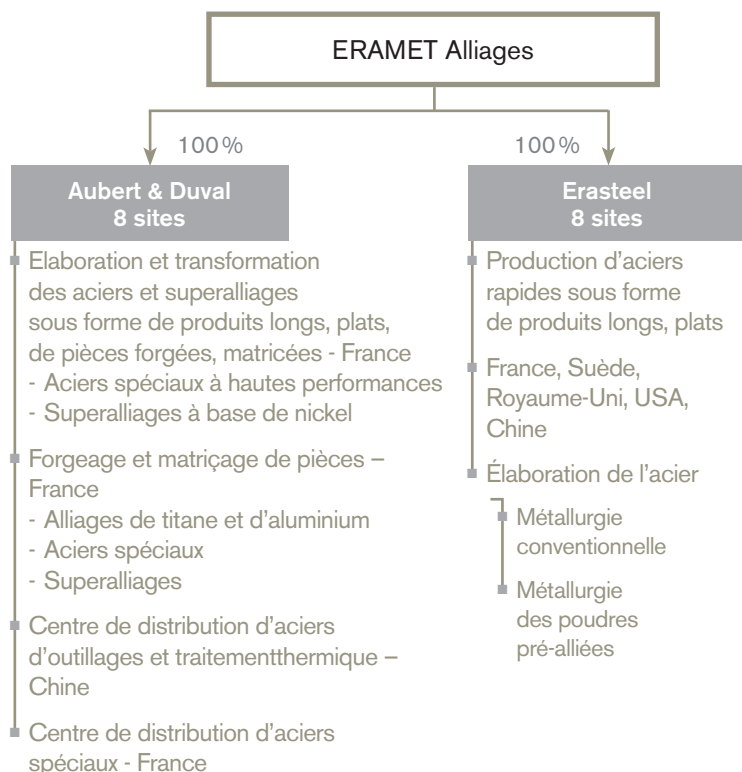 ERAMET Alliages
100%
100%
Aubert & Duval
8 sites
Elaboration et transformation
des aciers et superalliages
sous forme de produits longs, plats,
de pièces forgées, matricées - France
- Aciers spéciaux à hautes performances
- Superalliages à base de nickel
Forgeage et matriçage de pièces –
France
- Alliages de titane et d'aluminium
- Aciers spéciaux
- Superalliages
Centre de distribution d'aciers
d'outillages et traitementthermique –
Chine
Centre de distribution d'aciers
spéciaux - France
Erasteel
8 sites
Production d'aciers
rapides sous forme
de produits longs, plats
France, Suède,
Royaume-Uni, USA,
Chine
Élaboration de l'acier
Métallurgie
conventionnelle
Métallurgie
des poudres
pré-alliées